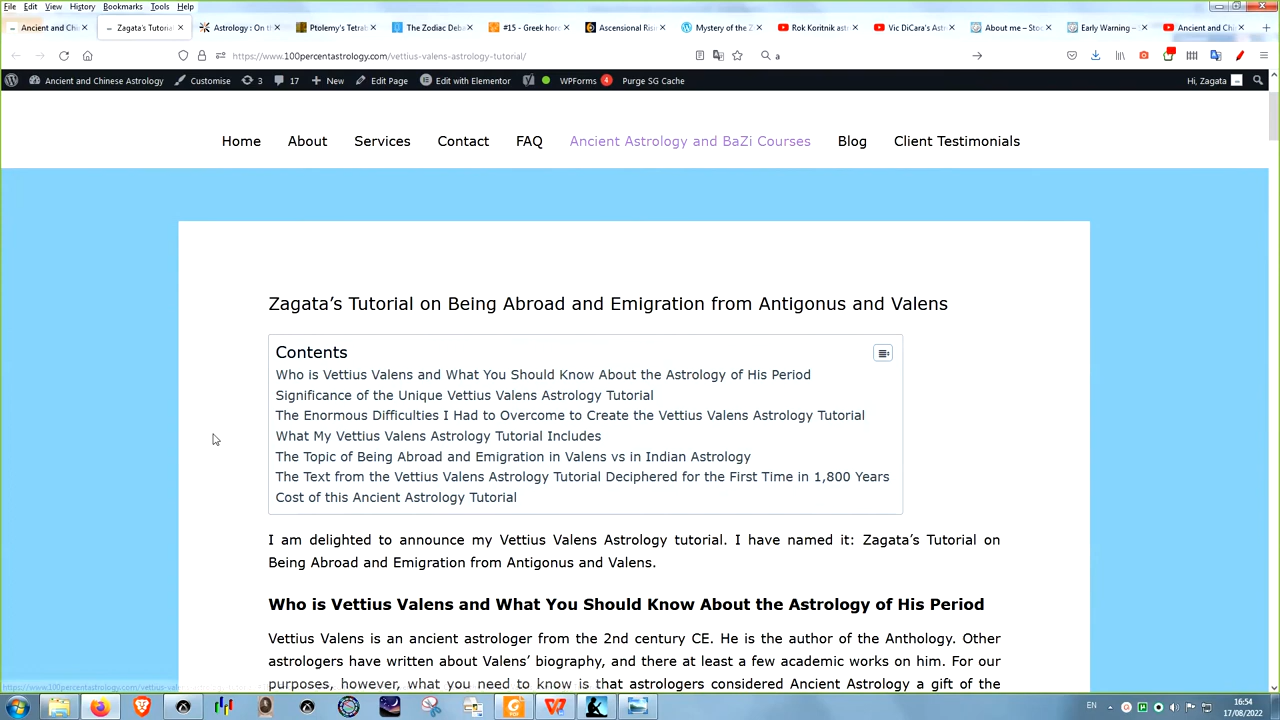 File Edit View History Bookmarks Tools Help
Ancient and Ch
Zagata's Tutoria
Astrology : On th
Ptolemy's Tetrab
The Zodiac Deb
#15 - Greek horo
Ascensional Risi
Mystery of the Z
Rok Koritnik ast
Vic DiCara's Ast
About me – Stoc
Early Warning –
Ancient and Chi
https://www.100percentastrology.com/vettius-valens-astrology-tutorial/
a
Ancient and Chinese Astrology Customise 3 17 New Edit Page Edit with Elementor WPForms 4 Purge SG Cache Hi, Zagata
Home About Services Contact FAQ Ancient Astrology and BaZi Courses Blog Client Testimonials
Zagata's Tutorial on Being Abroad and Emigration from Antigonus and Valens
Contents
Who is Vettius Valens and What You Should Know About the Astrology of His Period
Significance of the Unique Vettius Valens Astrology Tutorial
The Enormous Difficulties I Had to Overcome to Create the Vettius Valens Astrology Tutorial
What My Vettius Valens Astrology Tutorial Includes
The Topic of Being Abroad and Emigration in Valens vs in Indian Astrology
The Text from the Vettius Valens Astrology Tutorial Deciphered for the First Time in 1,800 Years
Cost of this Ancient Astrology Tutorial
I am delighted to announce my Vettius Valens Astrology tutorial. I have named it: Zagata's Tutorial on
Being Abroad and Emigration from Antigonus and Valens.
Who is Vettius Valens and What You Should Know About the Astrology of His Period
Vettius Valens is an ancient astrologer from the 2nd century CE. He is the author of the Anthology. Other
astrologers have written about Valens' biography, and there at least a few academic works on him. For our
purposes, however, what you need to know is that astrologers considered Ancient Astrology a gift of the
EN
16:54
17/08/2022